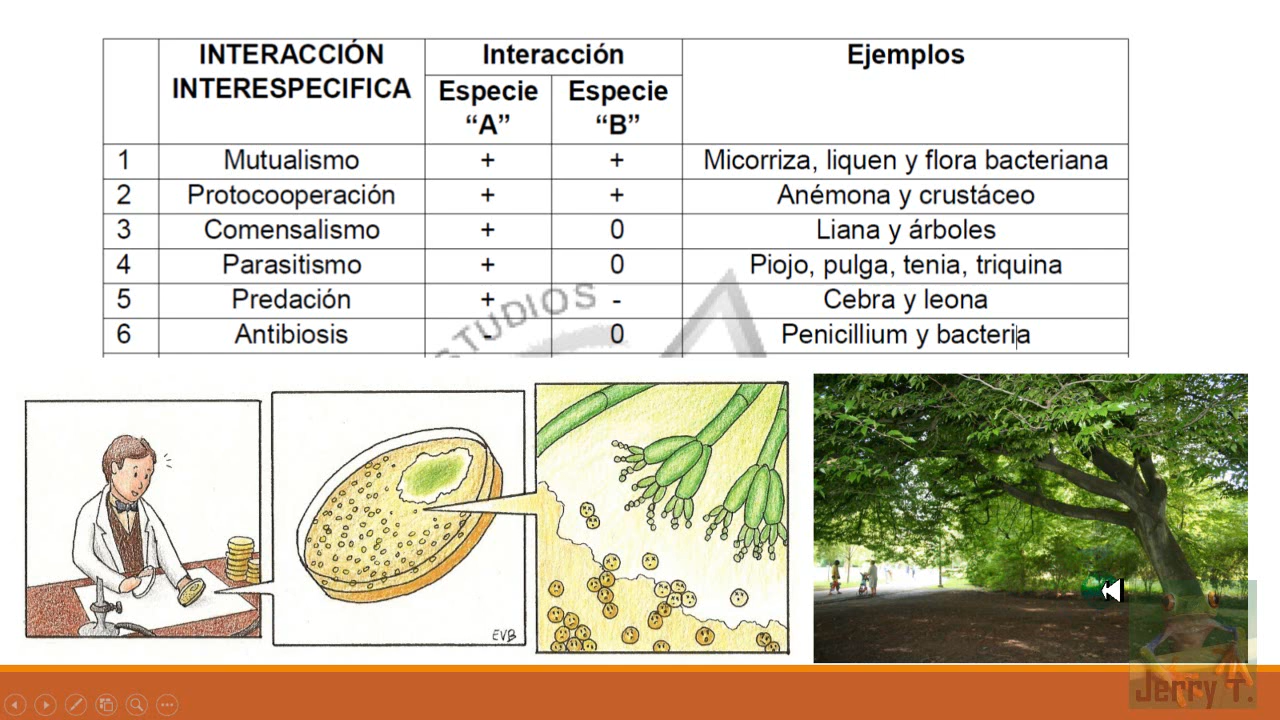 INTERACCIÓN INTERESPECIFICA Interacción Ejemplos
Especie “A” Especie “B”
1 Mutualismo + + Micorriza, liquen y flora bacteriana
2 Protocooperación + + Anémona y crustáceo
3 Comensalismo + 0 Liana y árboles
4 Parasitismo + 0 Piojo, pulga, tenia, triquina
5 Predación + - Cebra y leona
6 Antibiosis - 0 Penicillium y bacteria
STUDIOS
EVB
Jerry T.